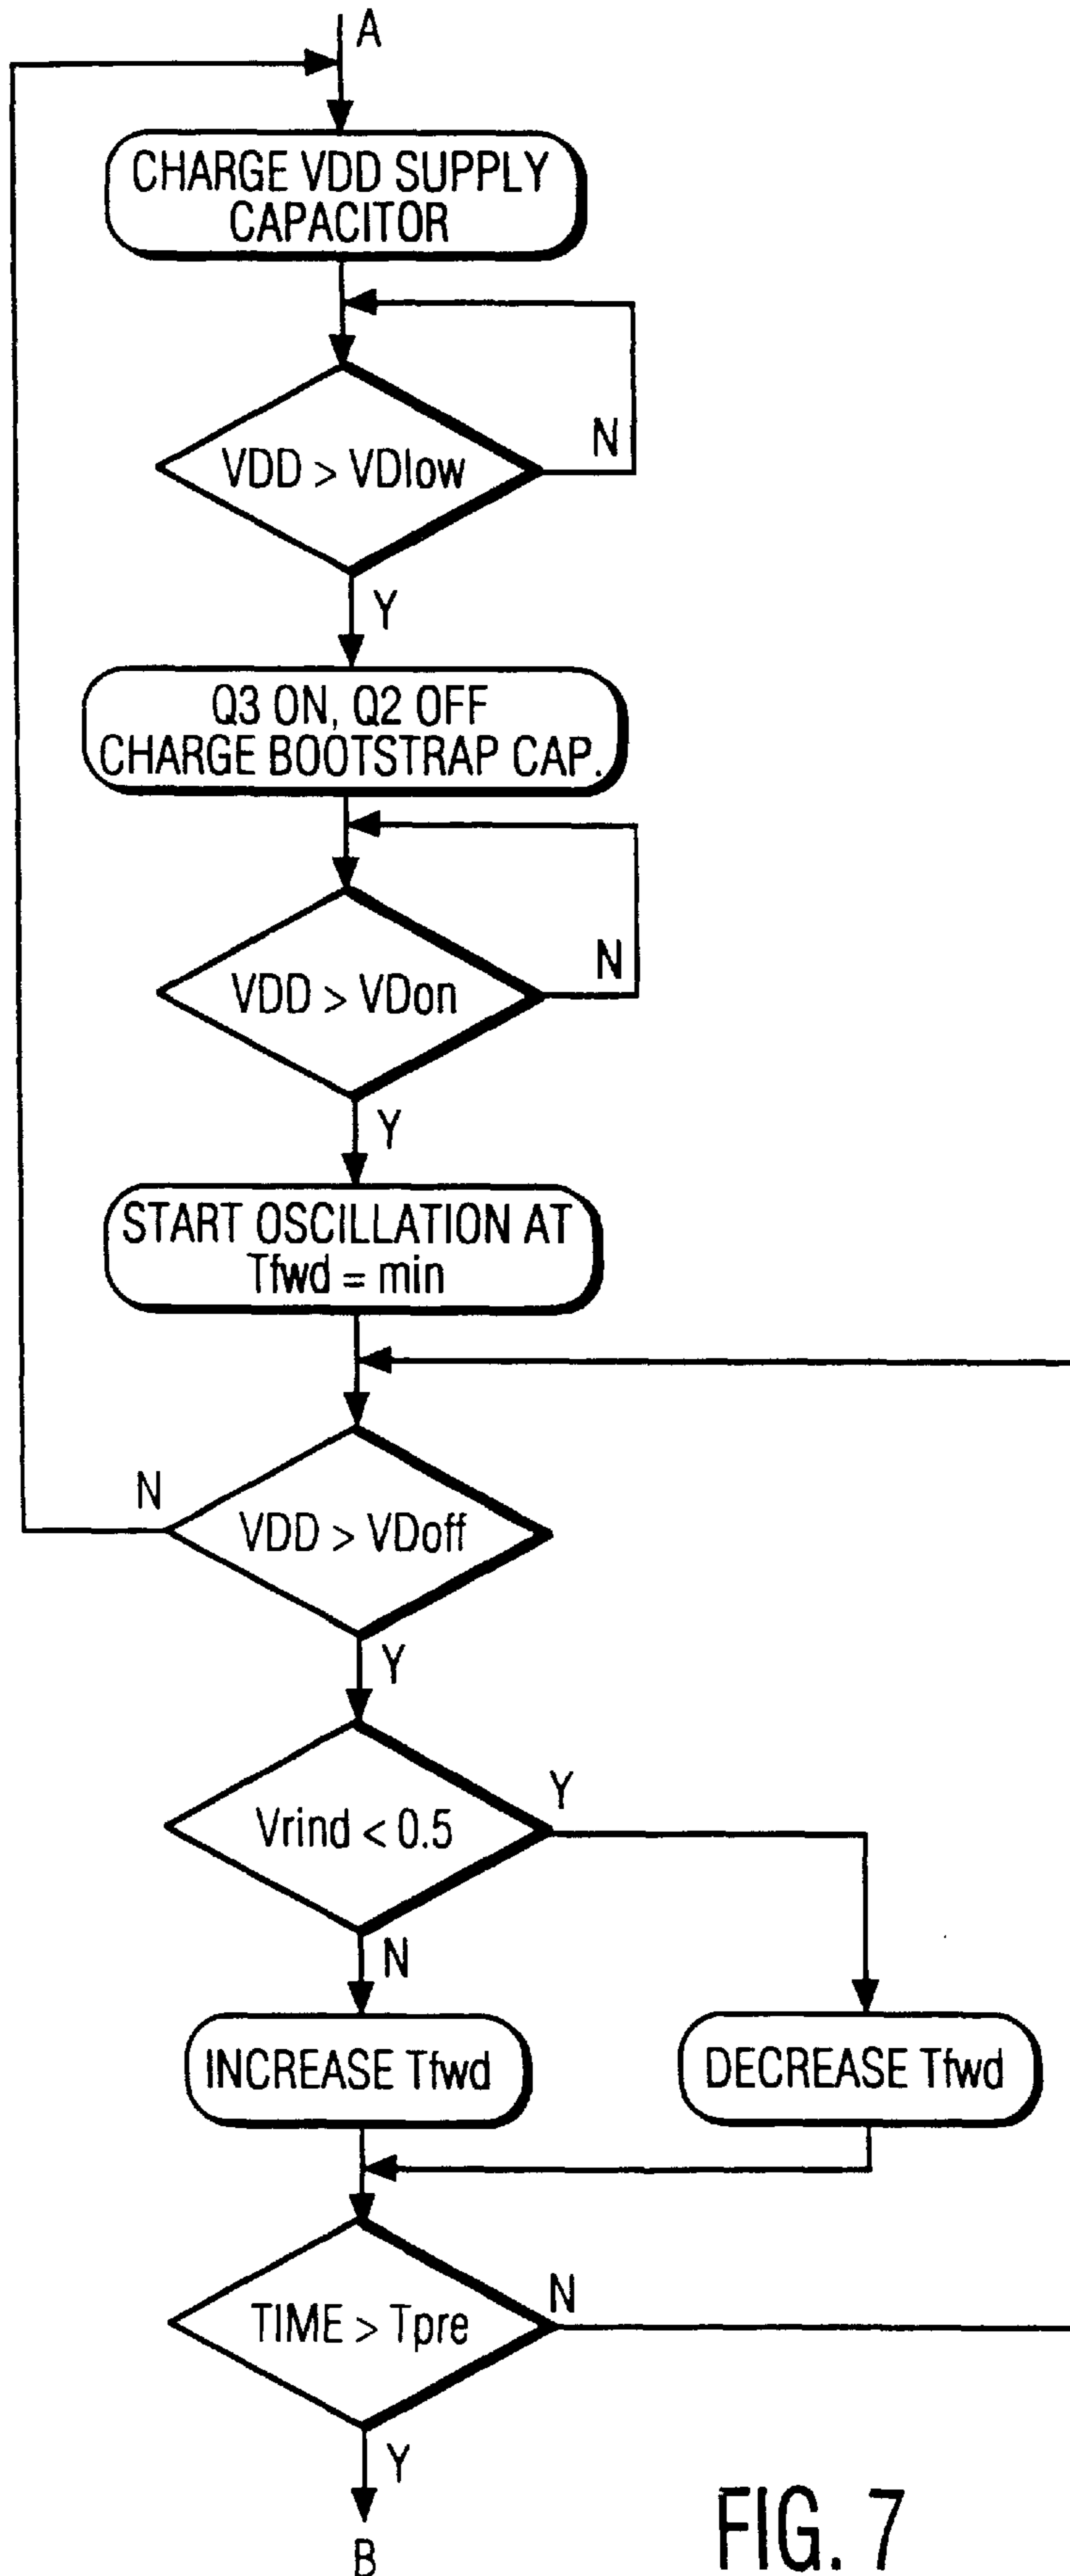 A
CHARGE VDD SUPPLY
CAPACITOR
VDD > VDlow
N
Y
Q3 ON, Q2 OFF
CHARGE BOOTSTRAP CAP.
VDD > VDon
N
Y
START OSCILLATION AT
Tfwd = min
N
VDD > VDoff
Y
Vrind < 0.5
Y
N
INCREASE Tfwd
DECREASE Tfwd
TIME > Tpre
N
Y
B
FIG. 7